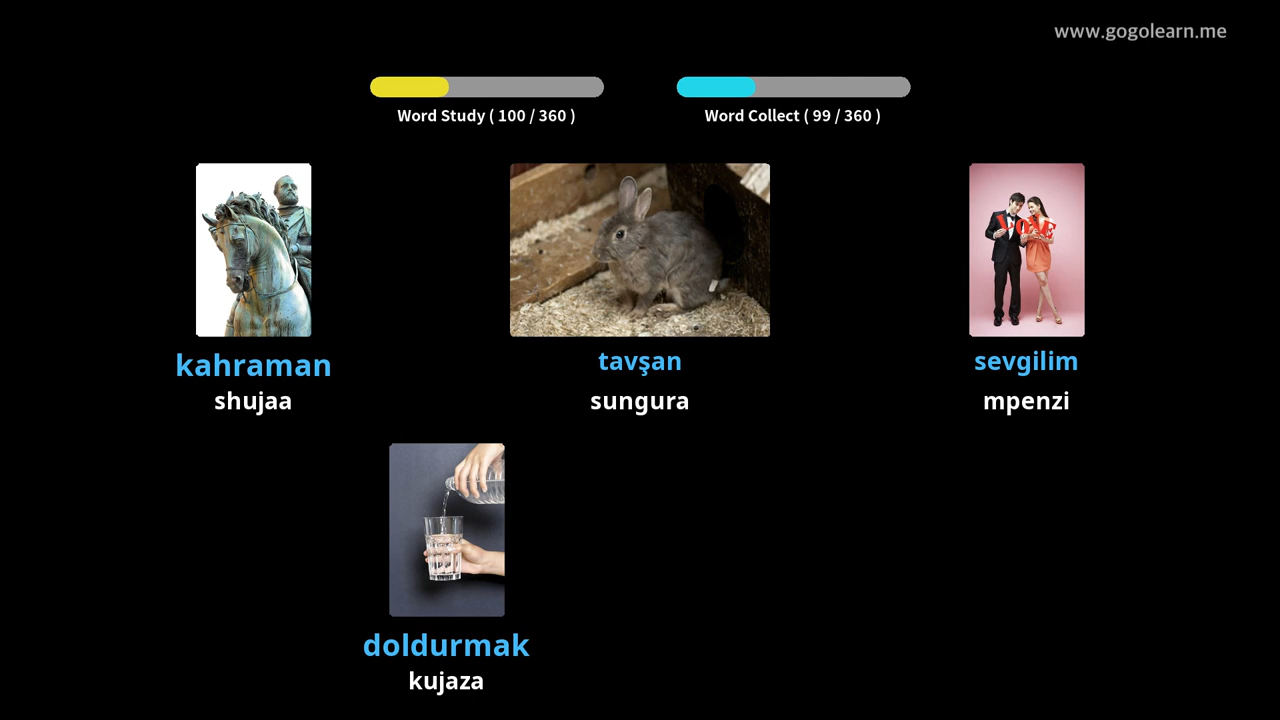 www.gogolearn.me
Word Study ( 100 / 360 )
Word Collect ( 99 / 360 )
LOVE
kahraman
shujaa
tavşan
sungura
sevgilim
mpenzi
doldurmak
kujaza